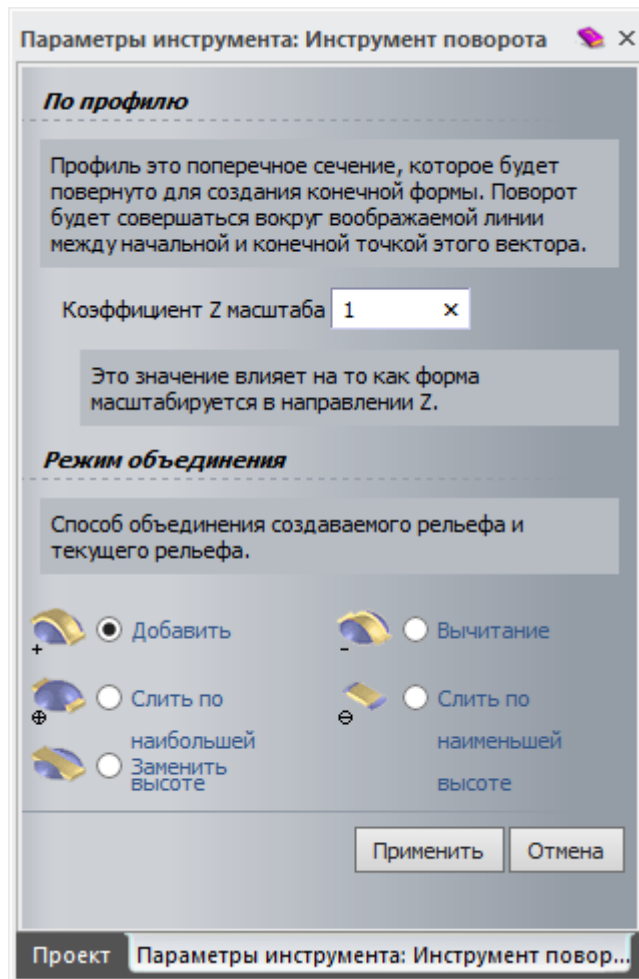 Параметры инструмента: Инструмент поворота
По профилю
Профиль это поперечное сечение, которое будет
повернуто для создания конечной формы. Поворот
будет совершаться вокруг воображаемой линии
между начальной и конечной точкой этого вектора.
Коэффициент Z масштаба 1
Это значение влияет на то как форма
масштабируется в направлении Z.
Режим объединения
Способ объединения создаваемого рельефа и
текущего рельефа.
Добавить
Вычитание
Слить по
наибольшей
высоте
Слить по
наименьшей
высоте
Заменить
Применить Отмена
Проект Параметры инструмента: Инструмент повор...